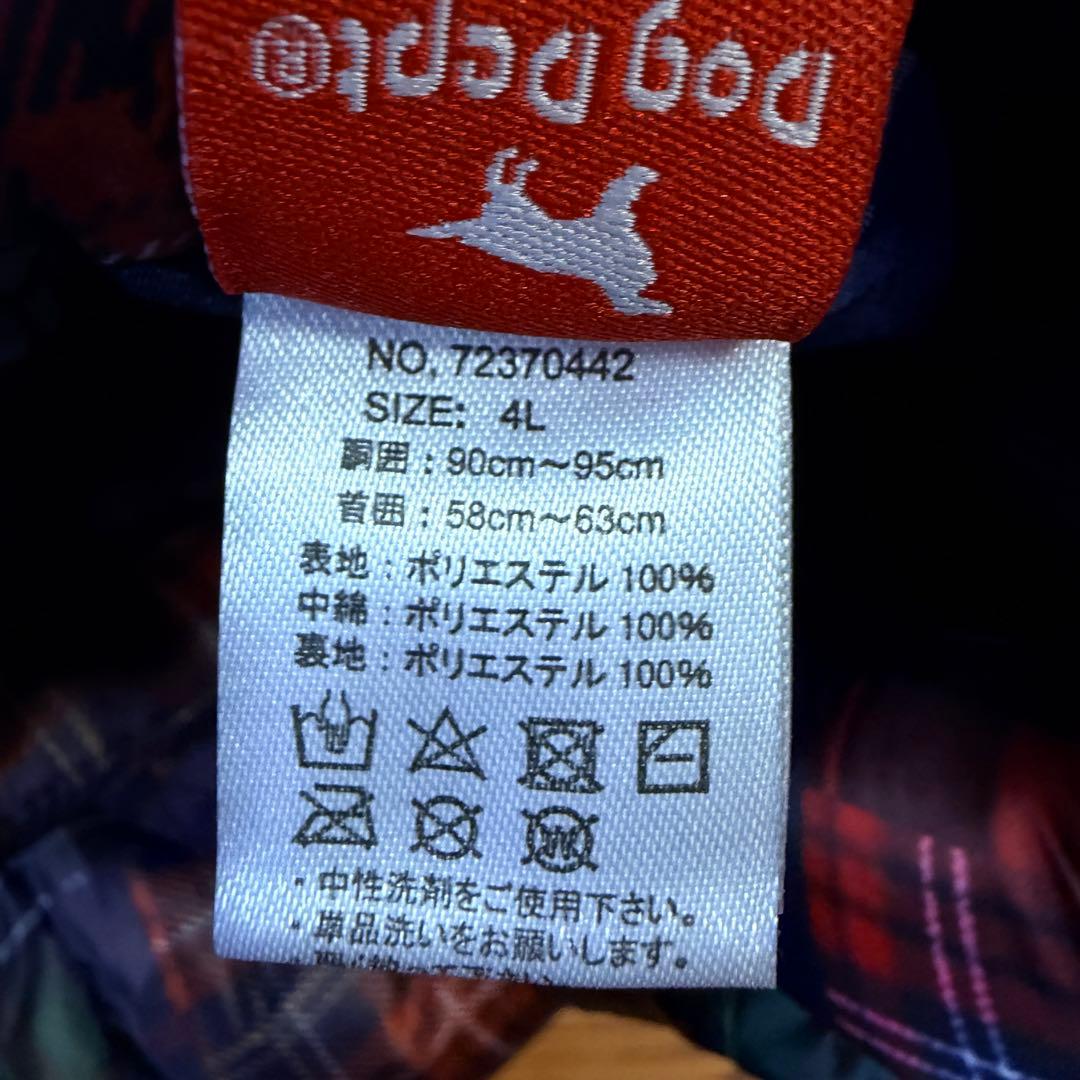 Dog Dept®
NO, 72370442
SIZE: 4L
胴囲：90cm～95cm
首囲：58cm～63cm
表地：ポリエステル 100%
中綿：ポリエステル 100%
裏地：ポリエステル 100%
・中性洗剤をご使用下さい。
・単品洗いをお願いします。